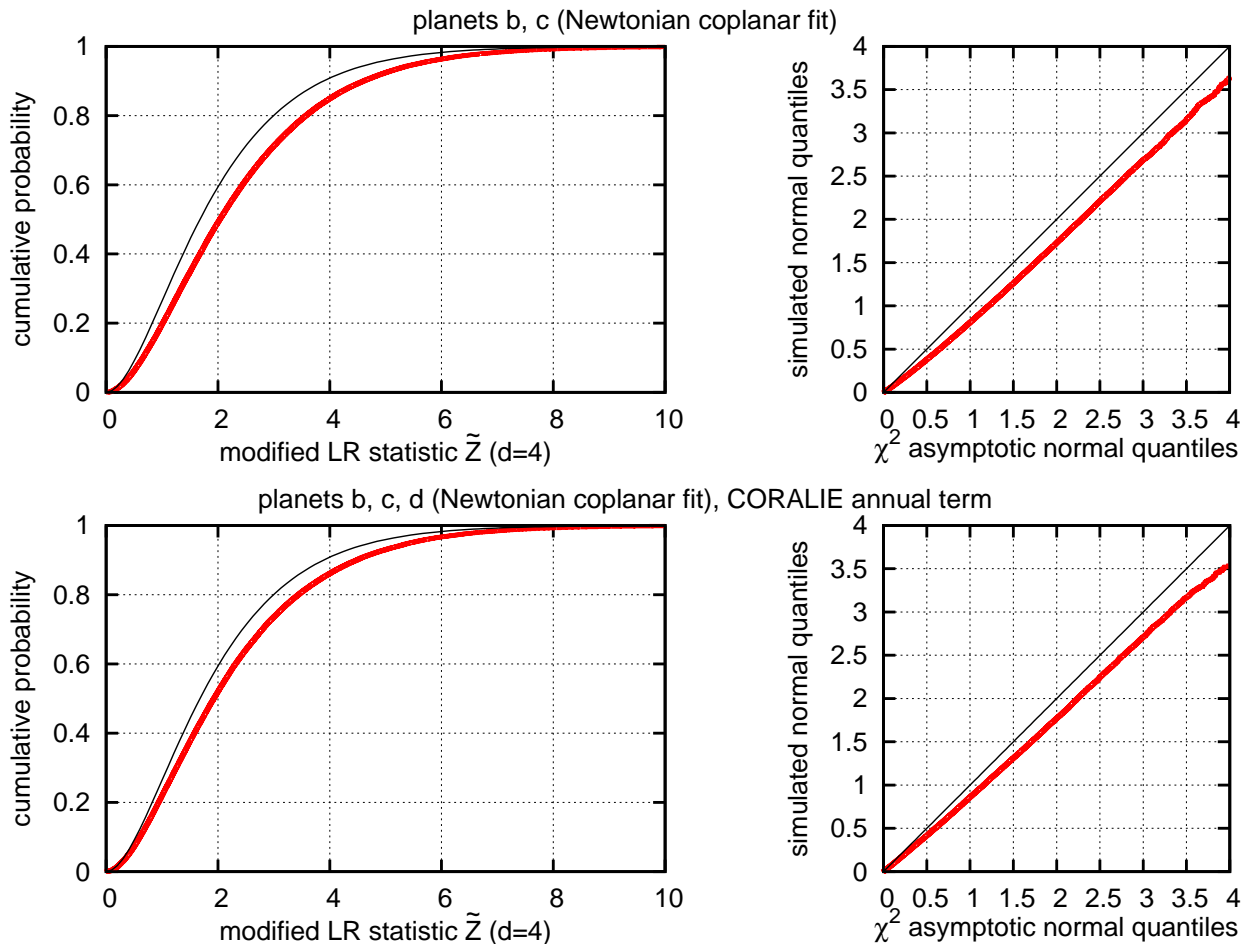 planets b, c (Newtonian coplanar fit)
cumulative probability
1
0.8
0.6
0.4
0.2
0
0 2 4 6 8 10
modified LR statistic Z̃ (d=4)
simulated normal quantiles
4
3.5
3
2.5
2
1.5
1
0.5
0
0 0.5 1 1.5 2 2.5 3 3.5 4
χ² asymptotic normal quantiles
planets b, c, d (Newtonian coplanar fit), CORALIE annual term
cumulative probability
1
0.8
0.6
0.4
0.2
0
0 2 4 6 8 10
modified LR statistic Z̃ (d=4)
simulated normal quantiles
4
3.5
3
2.5
2
1.5
1
0.5
0
0 0.5 1 1.5 2 2.5 3 3.5 4
χ² asymptotic normal quantiles